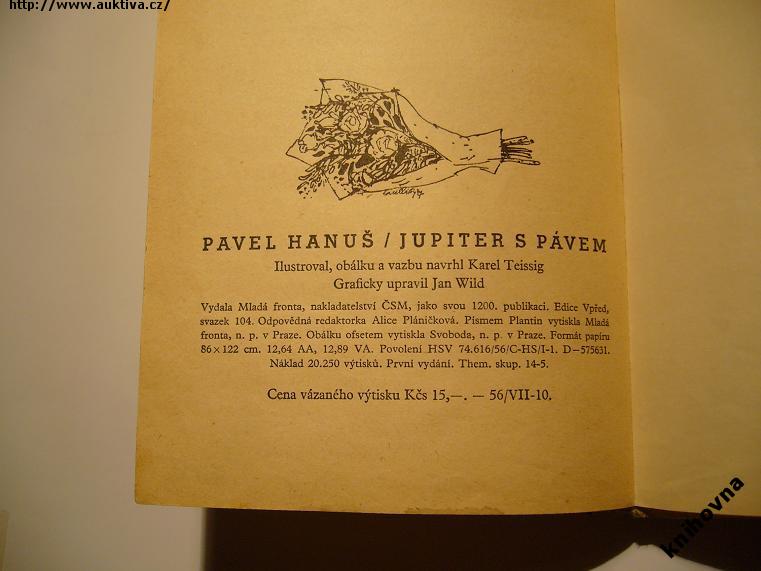 http://www.auktiva.cz/
PAVEL HANUŠ / JUPITER S PÁVEM
Ilustroval, obálku a vazbu navrhl Karel Teissig
Graficky upravil Jan Wild
Vydala Mladá fronta, nakladatelství ČSM, jako svou 1200. publikaci. Edice Vpřed,
svazek 104. Odpovědná redaktorka Alice Pláničková. Písmem Plantin vytiskla Mladá
fronta, n. p. v Praze. Obálku ofsetem vytiskla Svoboda, n. p. v Praze. Formát papíru
86 × 122 cm. 12,64 AA, 12,89 VA. Povolení HSV 74.616/56/C-HS/I-1. D—575631.
Náklad 20.250 výtisků. První vydání. Them. skup. 14-5.
Cena vázaného výtisku Kčs 15,—. — 56/VII-10.
knihovna